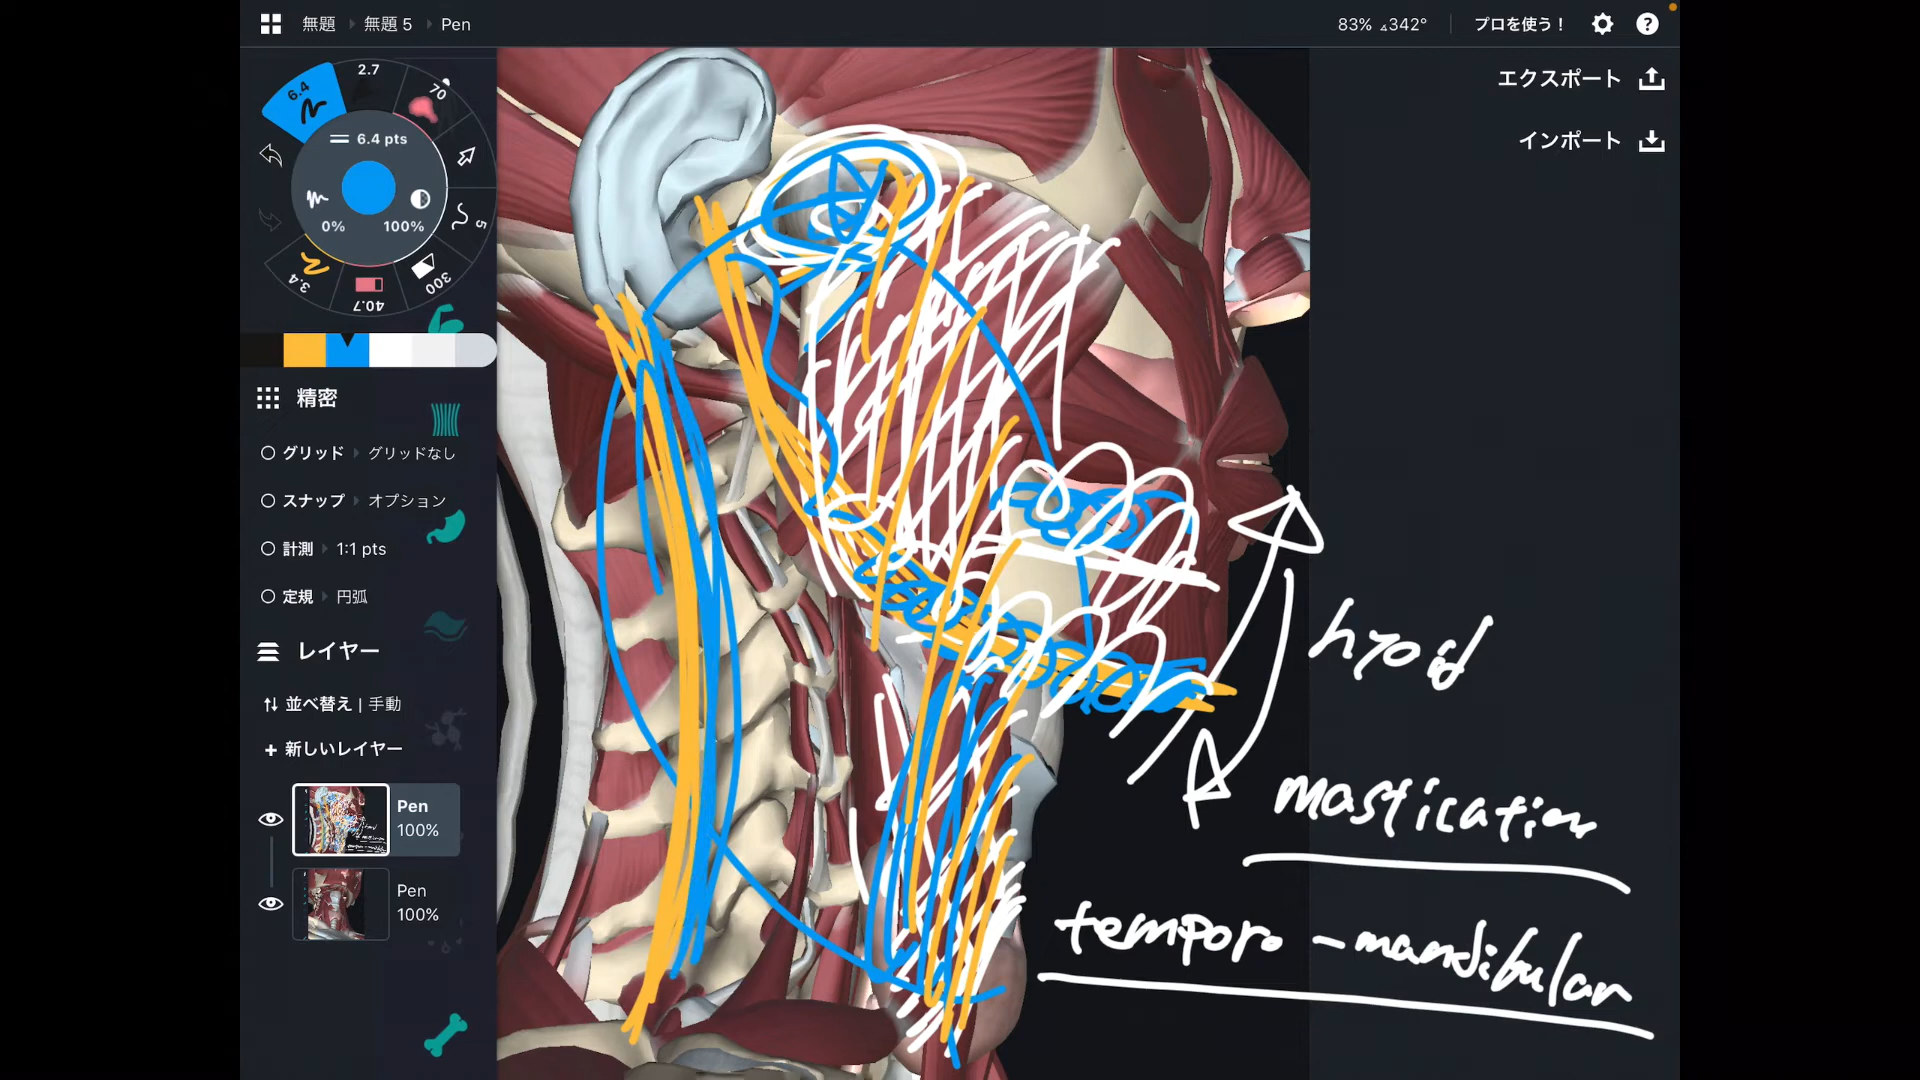 無題 無題 5 Pen
83% ⊿342°
プロを使う!
エクスポート
インポート
6.4
2.7
70
5
300
40.7
3.4
6.4 pts
0% 100%
精密
グリッド グリッドなし
スナップ オプション
計測 1:1 pts
定規 円弧
レイヤー
並べ替え | 手動
+ 新しいレイヤー
Pen
100%
Pen
100%
hyoid
mastication
temporo - mandibular